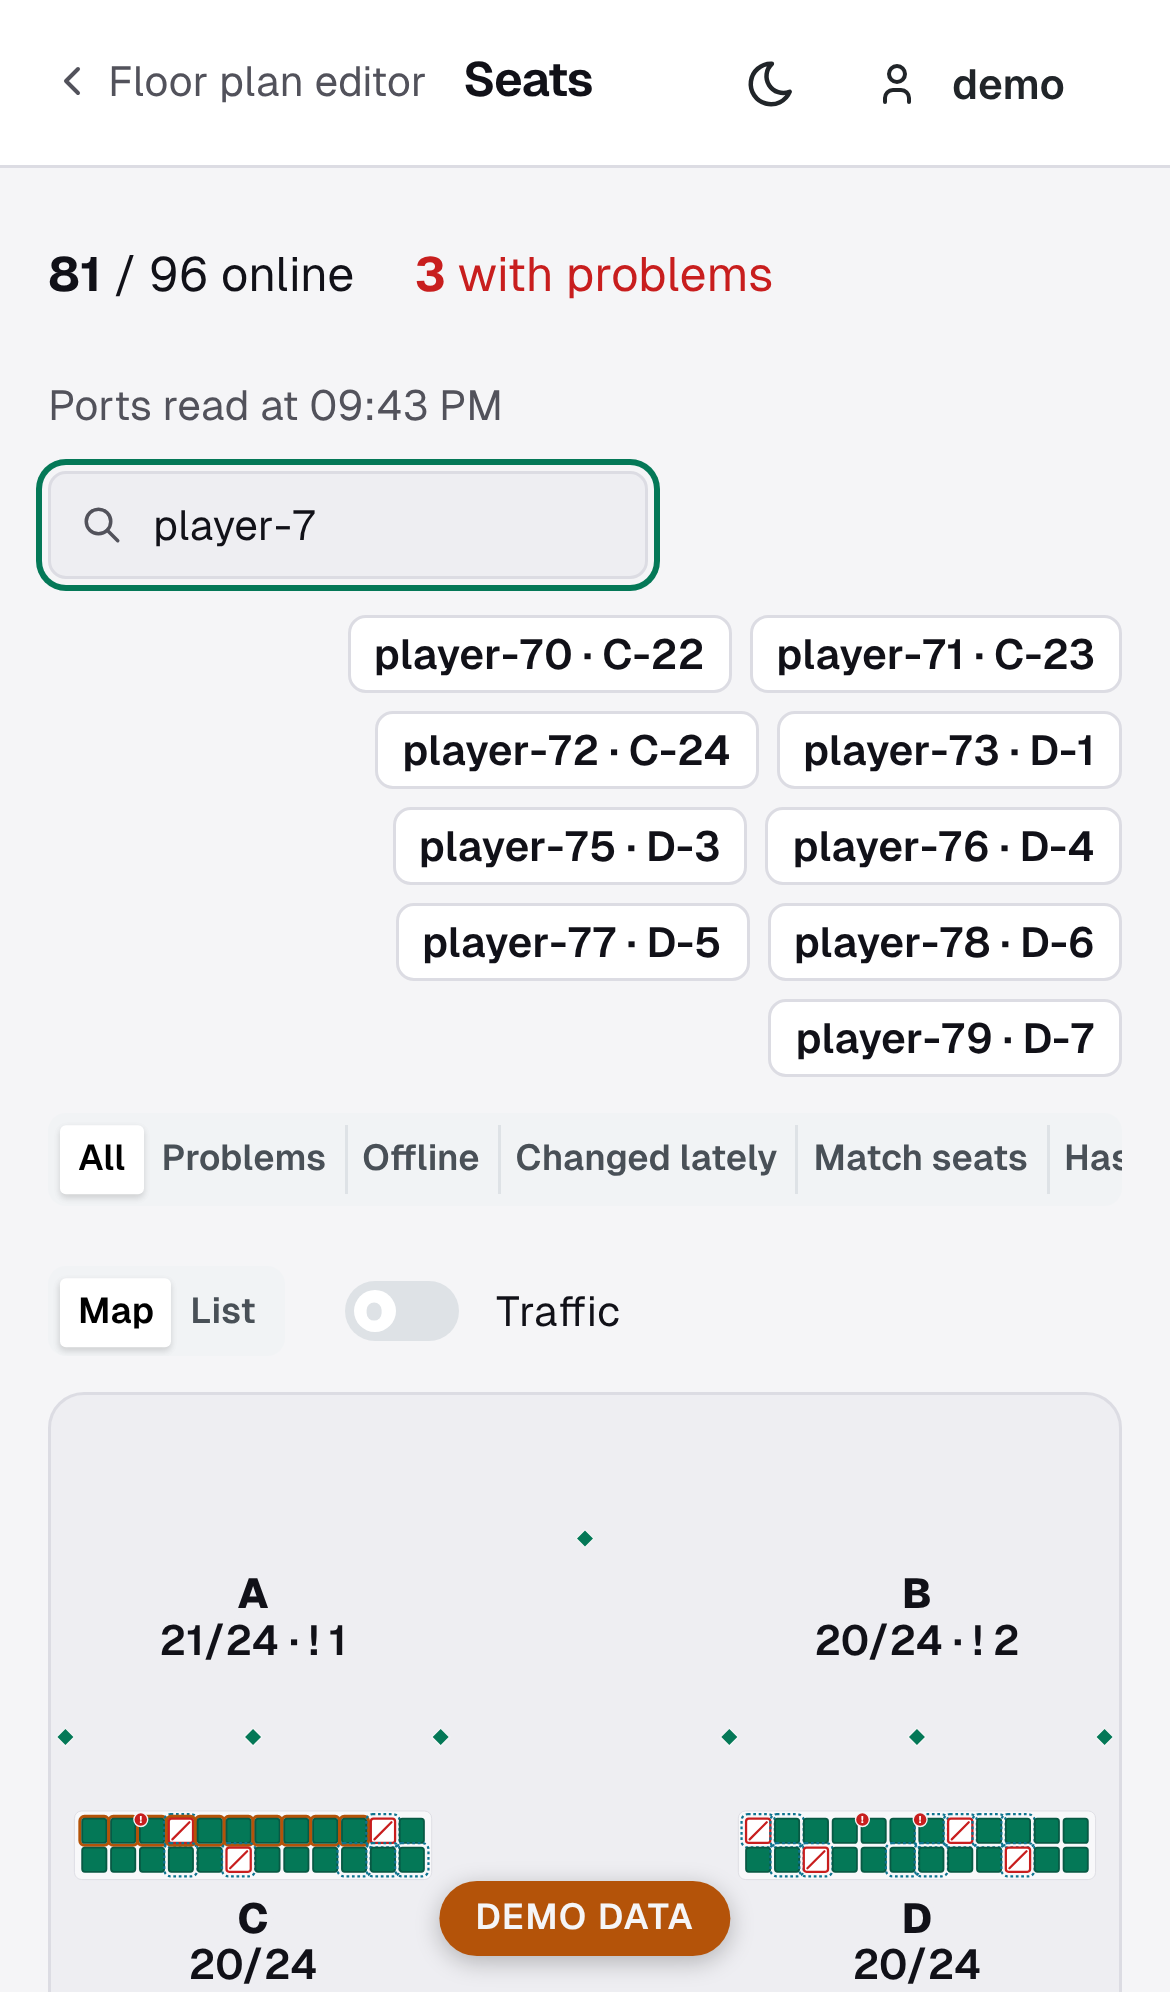 Floor plan editor Seats demo
81 / 96 online 3 with problems
Ports read at 09:43 PM
player-7
player-70 · C-22 player-71 · C-23
player-72 · C-24 player-73 · D-1
player-75 · D-3 player-76 · D-4
player-77 · D-5 player-78 · D-6
player-79 · D-7
All Problems Offline Changed lately Match seats Has
Map List Traffic
A B
21/24 · ! 1 20/24 · ! 2
! ! !
DEMO DATA
C D
20/24 20/24